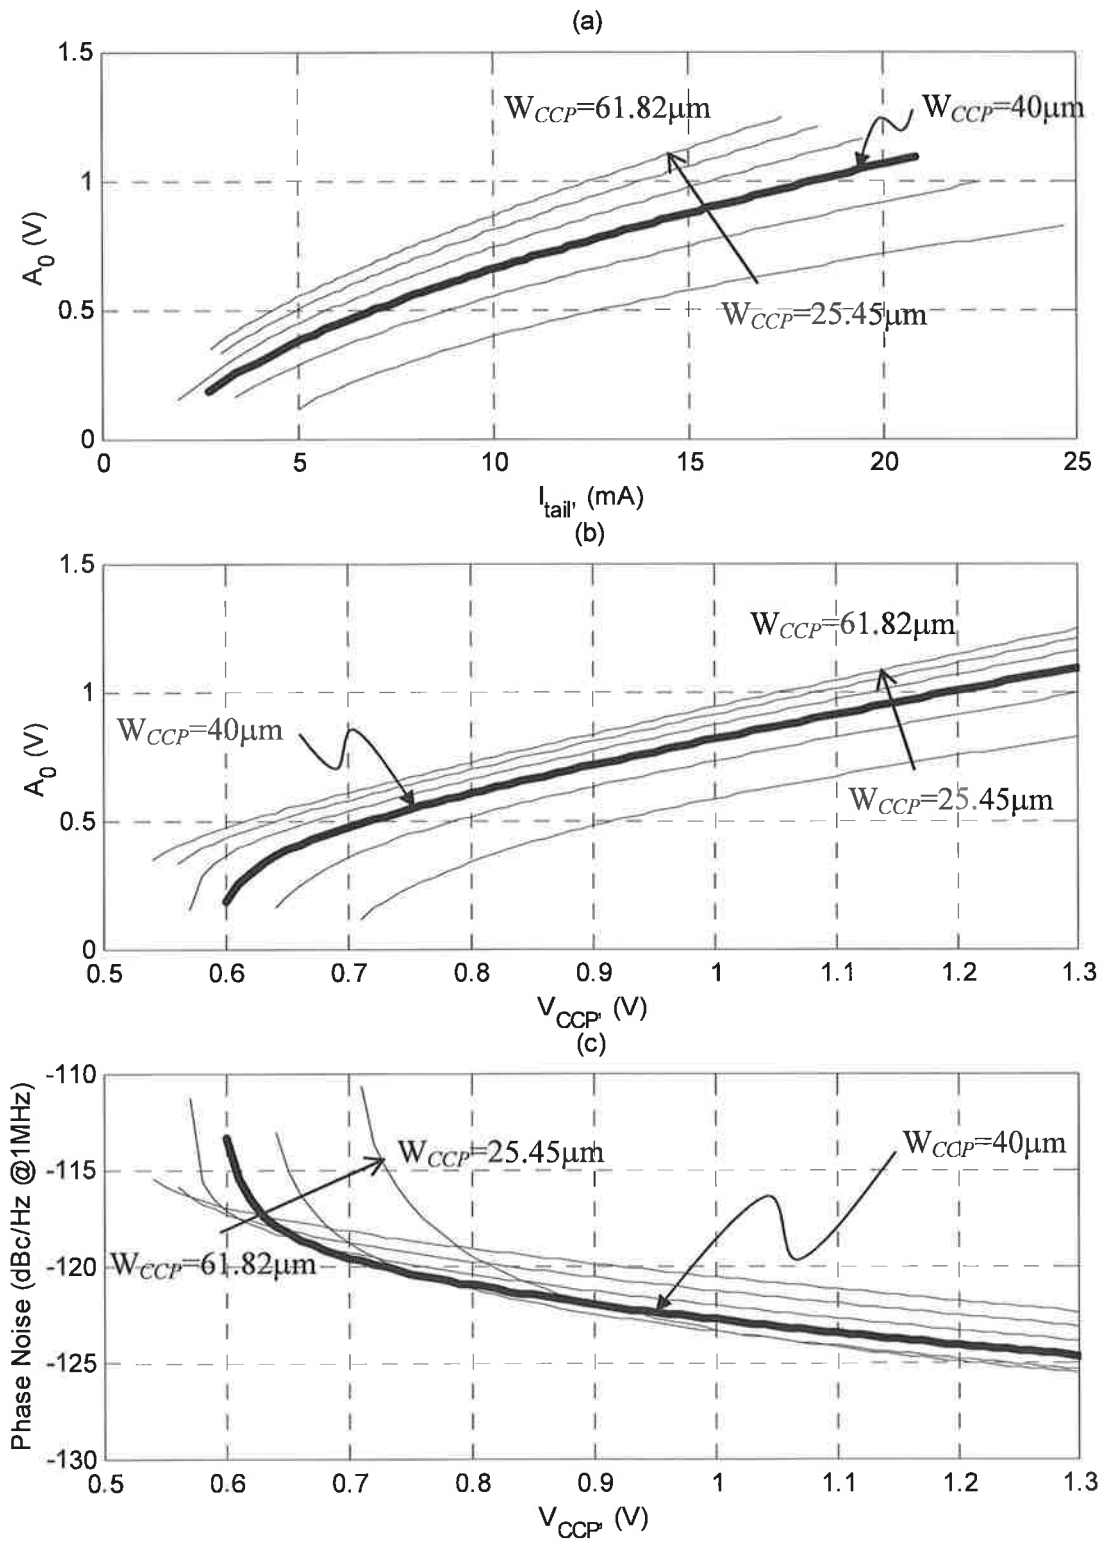 (a)
1.5
W_CCP=61.82μm
W_CCP=40μm
1
A_0 (V)
0.5
W_CCP=25.45μm
0
0 5 10 15 20 25
I_tail, (mA)
(b)
1.5
W_CCP=61.82μm
1
W_CCP=40μm
A_0 (V)
W_CCP=25.45μm
0.5
0
0.5 0.6 0.7 0.8 0.9 1 1.1 1.2 1.3
V_CCP, (V)
(c)
-110
W_CCP=25.45μm
W_CCP=40μm
-115
W_CCP=61.82μm
-120
Phase Noise (dBc/Hz @1MHz)
-125
-130
0.5 0.6 0.7 0.8 0.9 1 1.1 1.2 1.3
V_CCP, (V)